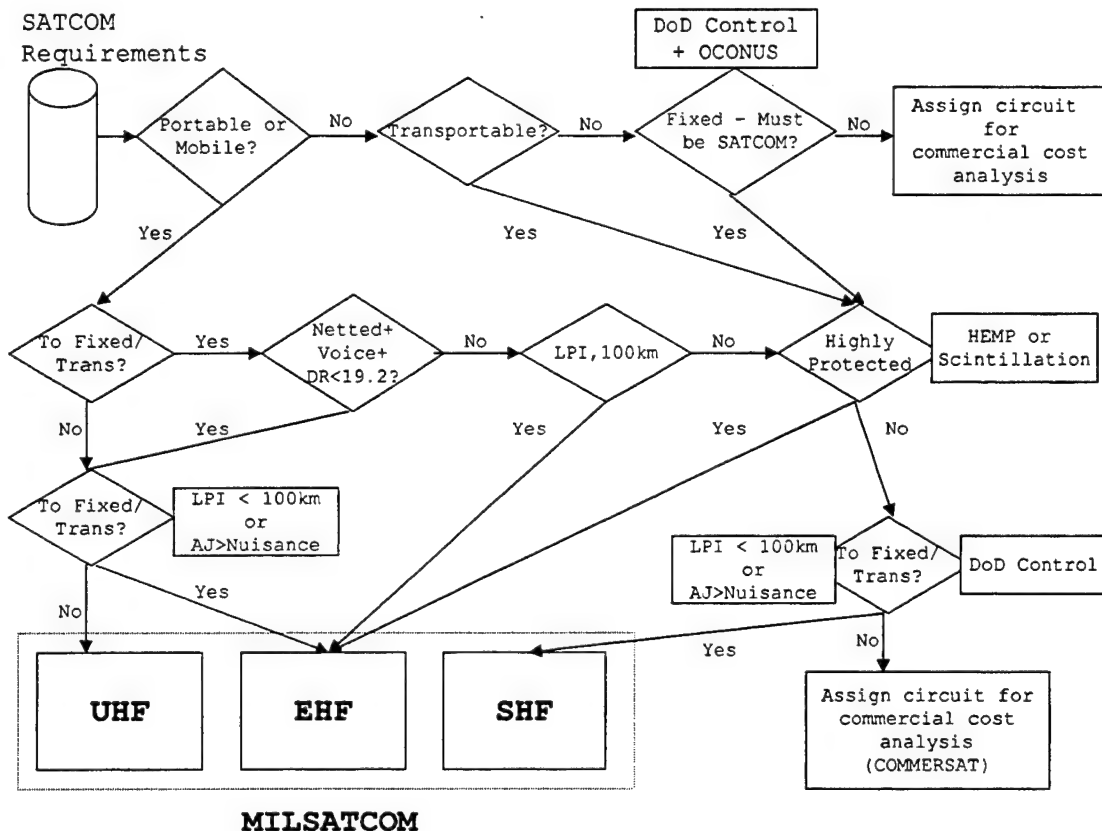 SATCOM
Requirements
DoD Control
+ OCONUS
Portable or
Mobile?
No
Transportable?
No
Fixed - Must
be SATCOM?
No
Assign circuit
for
commercial cost
analysis
Yes
Yes
Yes
To Fixed/
Trans?
Yes
Netted+
Voice+
DR<19.2?
No
LPI,100km
No
Highly
Protected
HEMP or
Scintillation
No
Yes
Yes
Yes
No
To Fixed/
Trans?
LPI < 100km
or
AJ>Nuisance
LPI < 100km
or
AJ>Nuisance
To Fixed/
Trans?
DoD Control
No
Yes
Yes
No
UHF
EHF
SHF
Assign circuit for
commercial cost
analysis
(COMMERSAT)
MILSATCOM